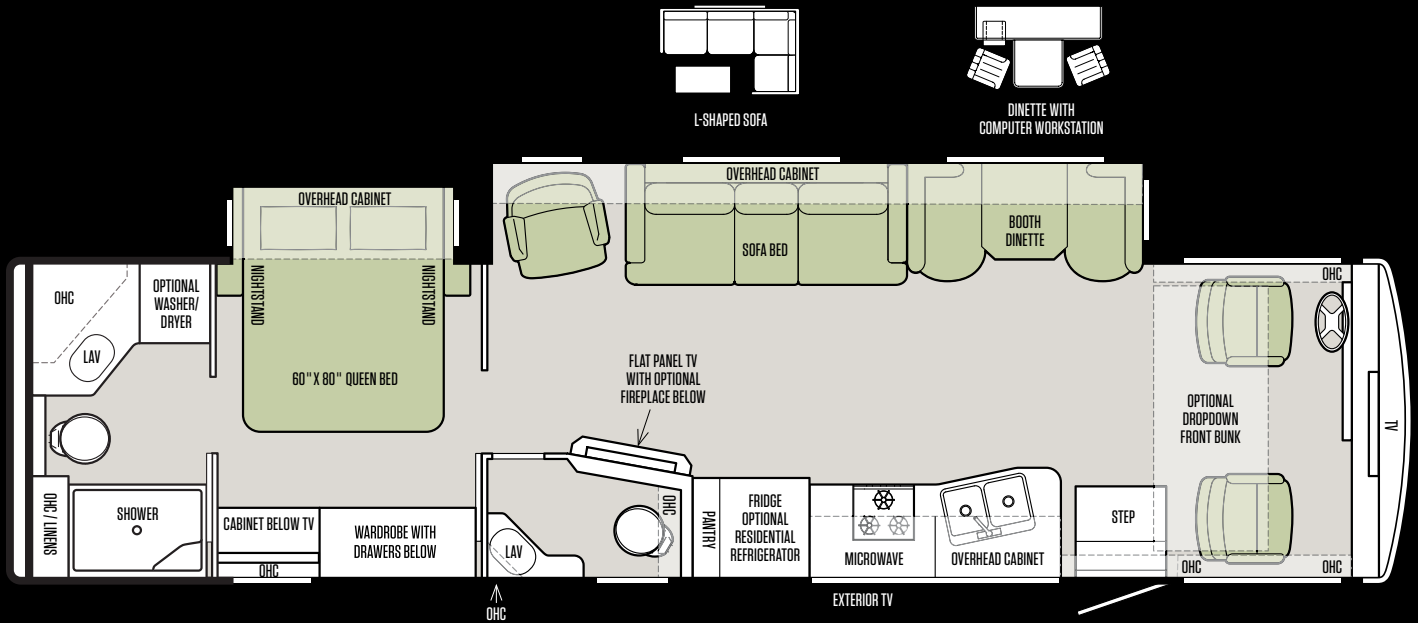 L-SHAPED SOFA
DINETTE WITH
COMPUTER WORKSTATION
OVERHEAD CABINET
OVERHEAD CABINET
NIGHTSTAND
NIGHTSTAND
60" X 80" QUEEN BED
SOFA BED
BOOTH
DINETTE
OHC
OPTIONAL
WASHER/
DRYER
LAV
OHC
FLAT PANEL TV
WITH OPTIONAL
FIREPLACE BELOW
OPTIONAL
DROPDOWN
FRONT BUNK
TV
OHC / LINENS
SHOWER
CABINET BELOW TV
OHC
WARDROBE WITH
DRAWERS BELOW
LAV
OHC
PANTRY
FRIDGE
OPTIONAL
RESIDENTIAL
REFRIGERATOR
MICROWAVE
OVERHEAD CABINET
STEP
OHC
OHC
OHC
EXTERIOR TV